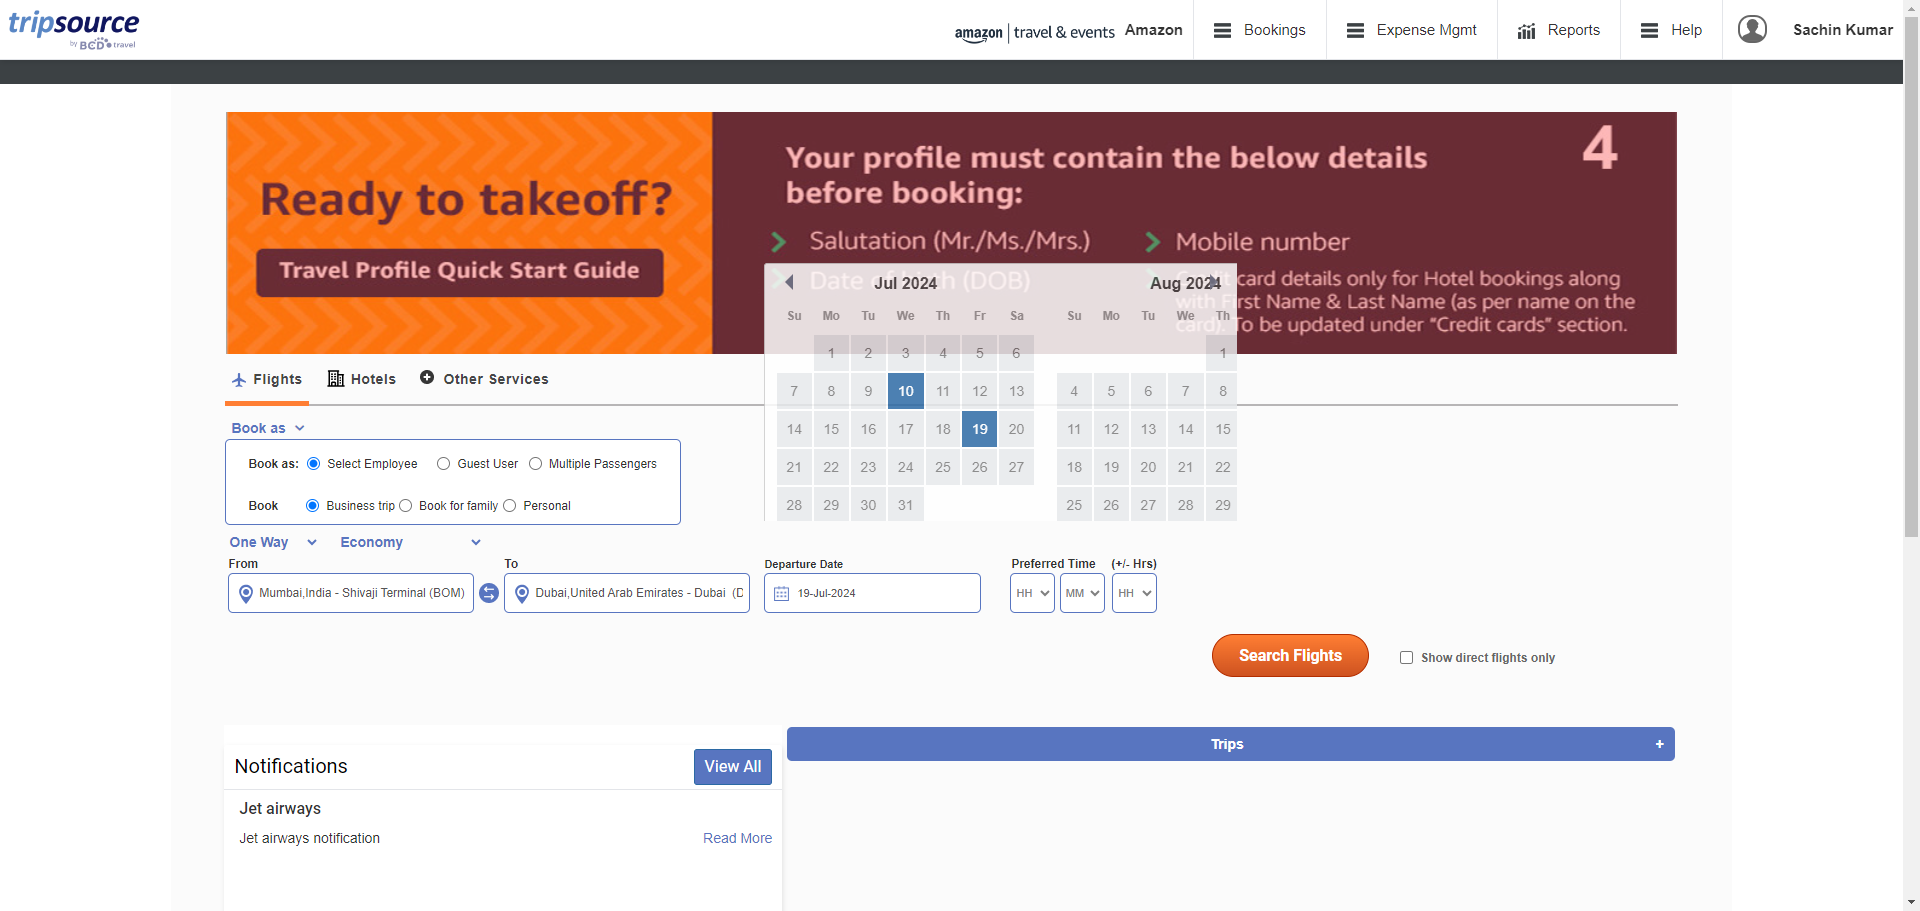 tripsource
by BCD travel
amazon | travel & events Amazon
Bookings
Expense Mgmt
Reports
Help
Sachin Kumar
Ready to takeoff?
Travel Profile Quick Start Guide
Your profile must contain the below details
before booking:
4
Salutation (Mr./Ms./Mrs.)
Mobile number
Date of birth (DOB)
Credit card details only for Hotel bookings along
with First Name & Last Name (as per name on the
card). To be updated under "Credit cards" section.
Jul 2024
Su Mo Tu We Th Fr Sa
1 2 3 4 5 6
7 8 9 10 11 12 13
14 15 16 17 18 19 20
21 22 23 24 25 26 27
28 29 30 31
Aug 2024
Su Mo Tu We Th
1
4 5 6 7 8
11 12 13 14 15
18 19 20 21 22
25 26 27 28 29
Flights
Hotels
Other Services
Book as
Book as: Select Employee Guest User Multiple Passengers
Book Business trip Book for family Personal
One Way Economy
From
Mumbai,India - Shivaji Terminal (BOM)
To
Dubai,United Arab Emirates - Dubai (D
Departure Date
19-Jul-2024
Preferred Time (+/- Hrs)
HH MM HH
Search Flights
Show direct flights only
Notifications
View All
Jet airways
Jet airways notification
Read More
Trips +